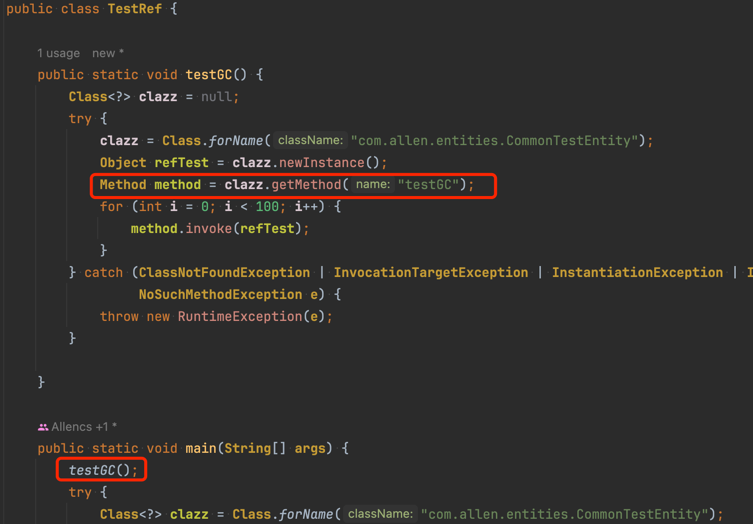 public class TestRef {
1 usage new *
public static void testGC() {
Class<?> clazz = null;
try {
clazz = Class.forName( className: "com.allen.entities.CommonTestEntity");
Object refTest = clazz.newInstance();
Method method = clazz.getMethod( name: "testGC");
for (int i = 0; i < 100; i++) {
method.invoke(refTest);
}
} catch (ClassNotFoundException | InvocationTargetException | InstantiationException | I
NoSuchMethodException e) {
throw new RuntimeException(e);
}
}
Allencs +1 *
public static void main(String[] args) {
testGC();
try {
Class<?> clazz = Class.forName( className: "com.allen.entities.CommonTestEntity");